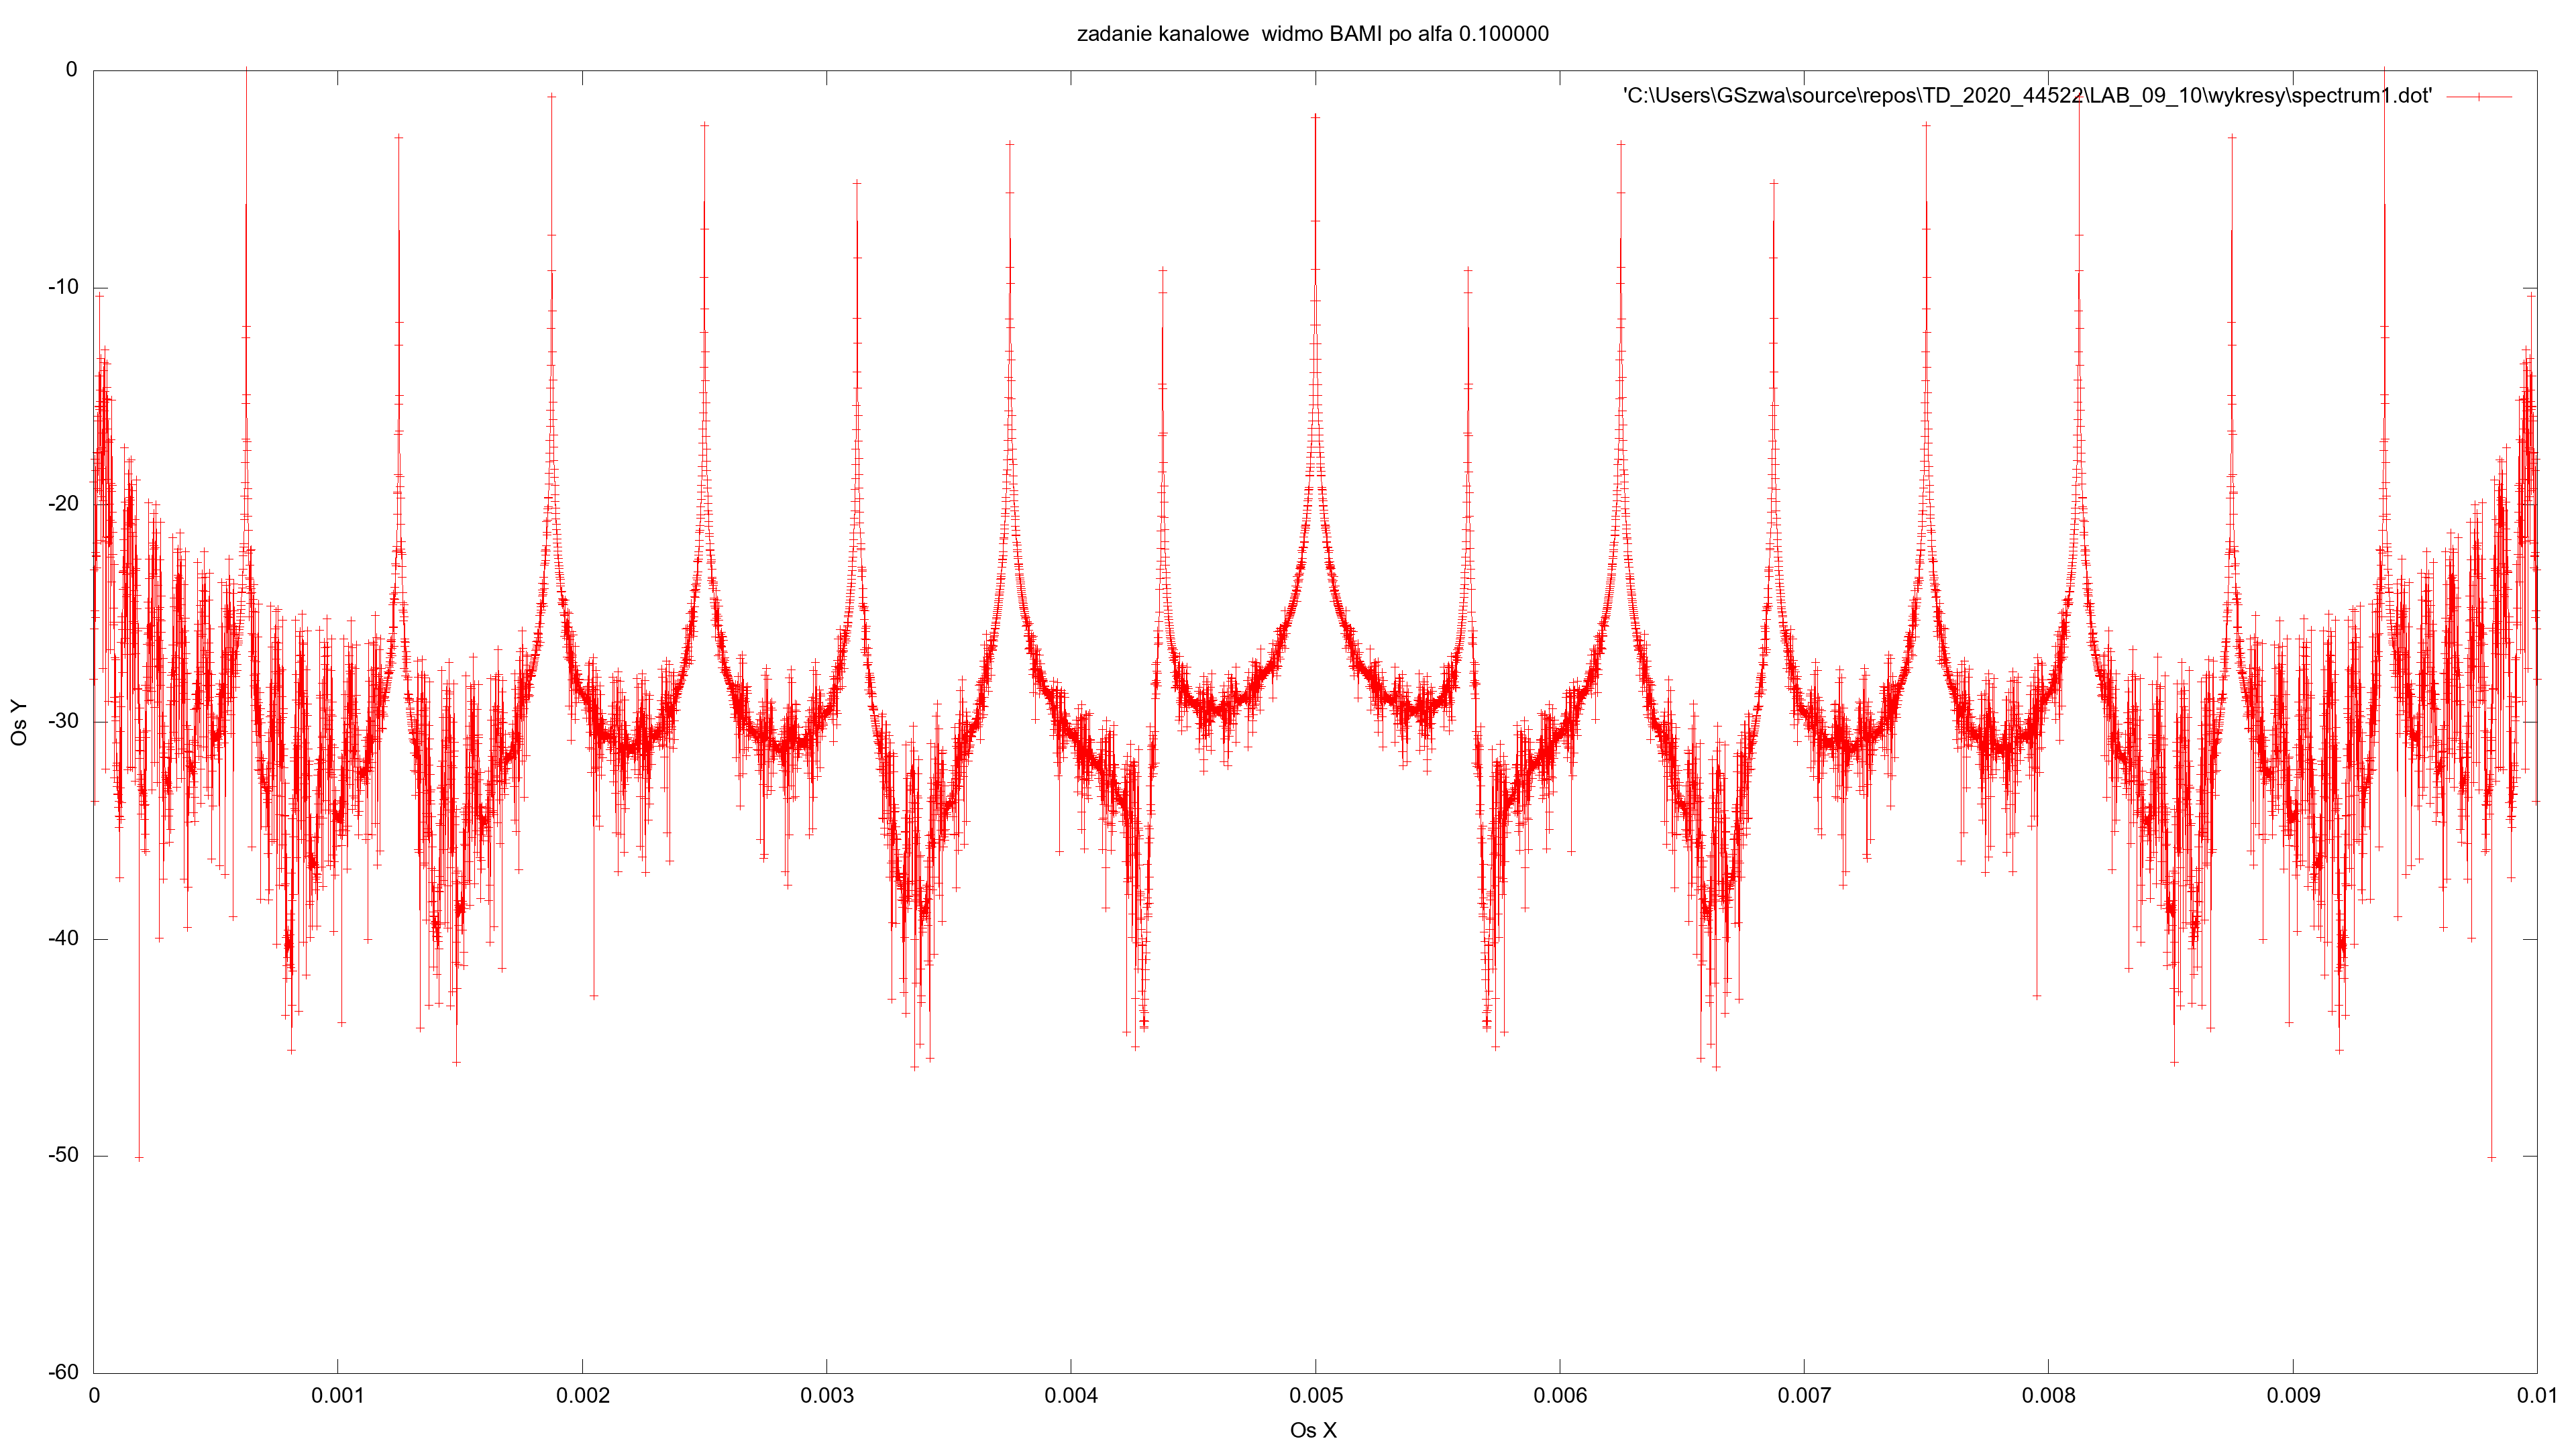 zadanie kanalowe  widmo BAMI po alfa 0.100000
'C:\Users\GSzwa\source\repos\TD_2020_44522\LAB_09_10\wykresy\spectrum1.dot'
0
-10
-20
-30
-40
-50
-60
Os Y
0 0.001 0.002 0.003 0.004 0.005 0.006 0.007 0.008 0.009 0.01
Os X